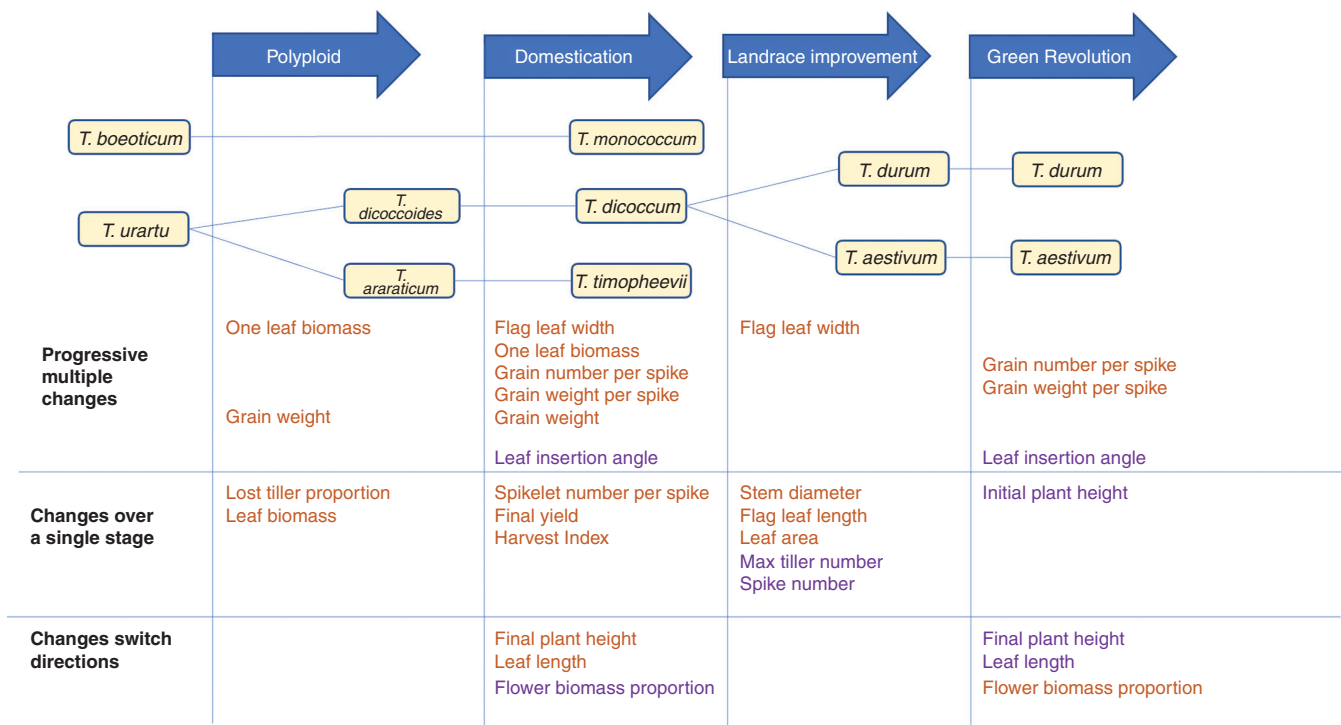 Polyploid
Domestication
Landrace improvement
Green Revolution
T. boeoticum
T. monococcum
T. durum
T. durum
T.
dicoccoides
T. dicoccum
T. urartu
T. aestivum
T. aestivum
T.
araraticum
T. timopheevii
Progressive
multiple
changes
One leaf biomass
Grain weight
Flag leaf width
One leaf biomass
Grain number per spike
Grain weight per spike
Grain weight
Leaf insertion angle
Flag leaf width
Grain number per spike
Grain weight per spike
Leaf insertion angle
Changes over
a single stage
Lost tiller proportion
Leaf biomass
Spikelet number per spike
Final yield
Harvest Index
Stem diameter
Flag leaf length
Leaf area
Max tiller number
Spike number
Initial plant height
Changes switch
directions
Final plant height
Leaf length
Flower biomass proportion
Final plant height
Leaf length
Flower biomass proportion